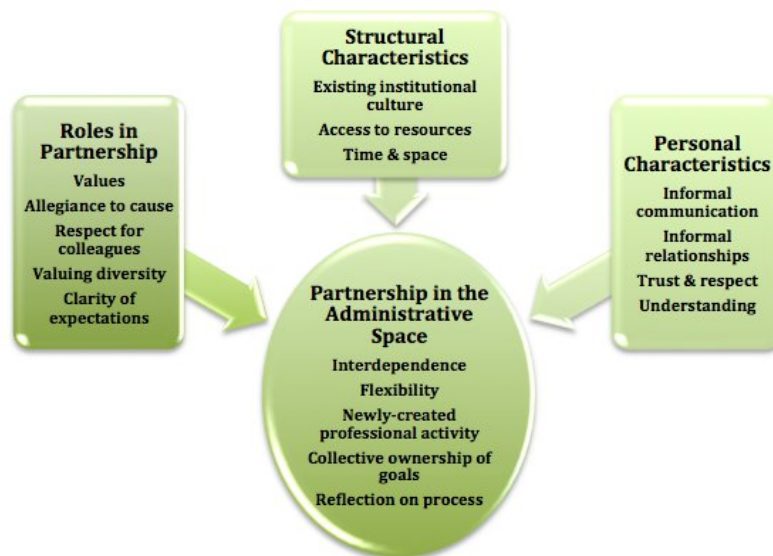 Structural
Characteristics
Existing institutional
culture
Access to resources
Time & space
Roles in
Partnership
Values
Allegiance to cause
Respect for
colleagues
Valuing diversity
Clarity of
expectations
Personal
Characteristics
Informal
communication
Informal
relationships
Trust & respect
Understanding
Partnership in the
Administrative
Space
Interdependence
Flexibility
Newly-created
professional activity
Collective ownership of
goals
Reflection on process